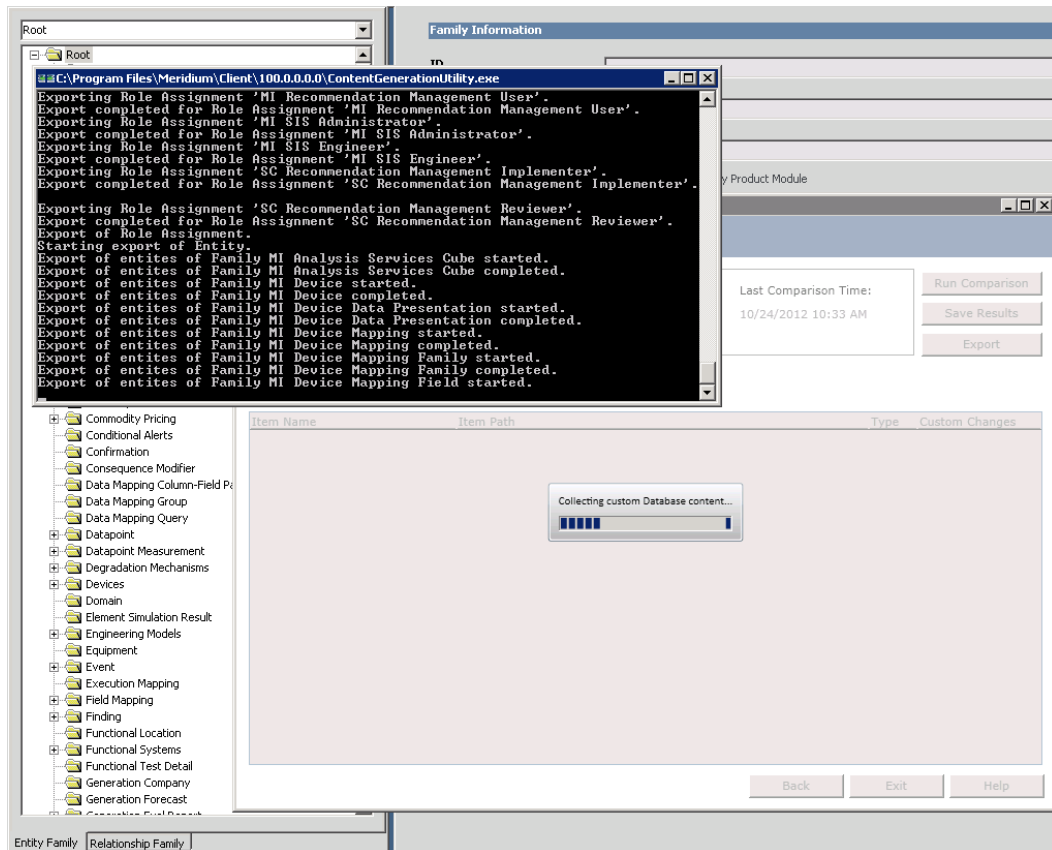 Root
Root
Family Information
ID
C:\Program Files\Meridium\Client\100.0.0.0.0\ContentGenerationUtility.exe
Exporting Role Assignment 'MI Recommendation Management User'.
Export completed for Role Assignment 'MI Recommendation Management User'.
Exporting Role Assignment 'MI SIS Administrator'.
Export completed for Role Assignment 'MI SIS Administrator'.
Exporting Role Assignment 'MI SIS Engineer'.
Export completed for Role Assignment 'MI SIS Engineer'.
Exporting Role Assignment 'SC Recommendation Management Implementer'.
Export completed for Role Assignment 'SC Recommendation Management Implementer'.
Exporting Role Assignment 'SC Recommendation Management Reviewer'.
Export completed for Role Assignment 'SC Recommendation Management Reviewer'.
Export of Role Assignment.
Starting export of Entity.
Export of entites of Family MI Analysis Services Cube started.
Export of entites of Family MI Analysis Services Cube completed.
Export of entites of Family MI Device started.
Export of entites of Family MI Device completed.
Export of entites of Family MI Device Data Presentation started.
Export of entites of Family MI Device Data Presentation completed.
Export of entites of Family MI Device Mapping started.
Export of entites of Family MI Device Mapping completed.
Export of entites of Family MI Device Mapping Family started.
Export of entites of Family MI Device Mapping Family completed.
Export of entites of Family MI Device Mapping Field started.
y Product Module
Last Comparison Time:
10/24/2012 10:33 AM
Run Comparison
Save Results
Export
Item Name Item Path Type Custom Changes
Collecting custom Database content...
Back Exit Help
Commodity Pricing
Conditional Alerts
Confirmation
Consequence Modifier
Data Mapping Column-Field Pa
Data Mapping Group
Data Mapping Query
Datapoint
Datapoint Measurement
Degradation Mechanisms
Devices
Domain
Element Simulation Result
Engineering Models
Equipment
Event
Execution Mapping
Field Mapping
Finding
Functional Location
Functional Systems
Functional Test Detail
Generation Company
Generation Forecast
Entity Family Relationship Family